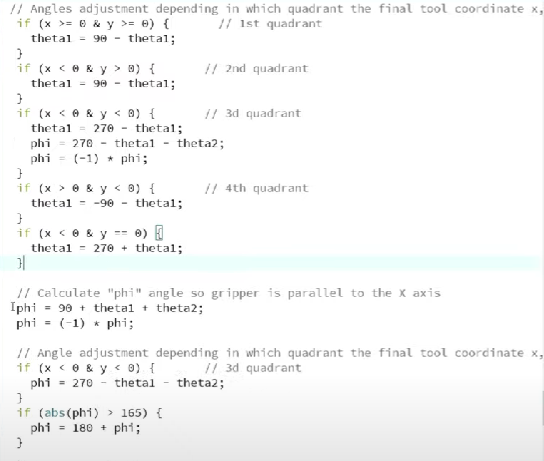 // Angles adjustment depending in which quadrant the final tool coordinate x,
if (x >= 0 & y >= 0) { // 1st quadrant
theta1 = 90 - theta1;
}
if (x < 0 & y > 0) { // 2nd quadrant
theta1 = 90 - theta1;
}
if (x < 0 & y < 0) { // 3d quadrant
theta1 = 270 - theta1;
phi = 270 - theta1 - theta2;
phi = (-1) * phi;
}
if (x > 0 & y < 0) { // 4th quadrant
theta1 = -90 - theta1;
}
if (x < 0 & y == 0) {
theta1 = 270 + theta1;
}
// Calculate "phi" angle so gripper is parallel to the X axis
phi = 90 + theta1 + theta2;
phi = (-1) * phi;
// Angle adjustment depending in which quadrant the final tool coordinate x,
if (x < 0 & y < 0) { // 3d quadrant
phi = 270 - theta1 - theta2;
}
if (abs(phi) > 165) {
phi = 180 + phi;
}